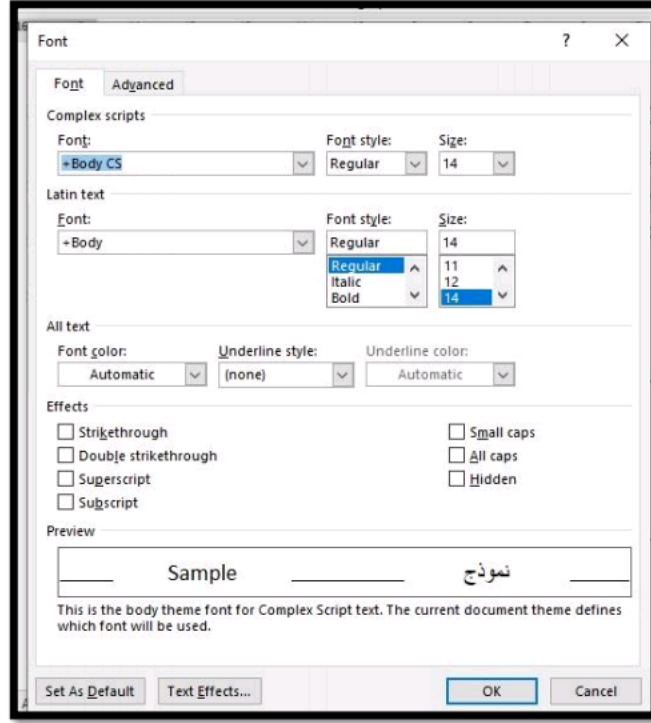 Font ? ×
Font Advanced
Complex scripts
Font: Font style: Size:
+Body CS Regular 14
Latin text
Font: Font style: Size:
+Body Regular 14
Regular 11
Italic 12
Bold 14
All text
Font color: Underline style: Underline color:
Automatic (none) Automatic
Effects
Strikethrough Small caps
Double strikethrough All caps
Superscript Hidden
Subscript
Preview
Sample نموذج
This is the body theme font for Complex Script text. The current document theme defines
which font will be used.
Set As Default Text Effects... OK Cancel